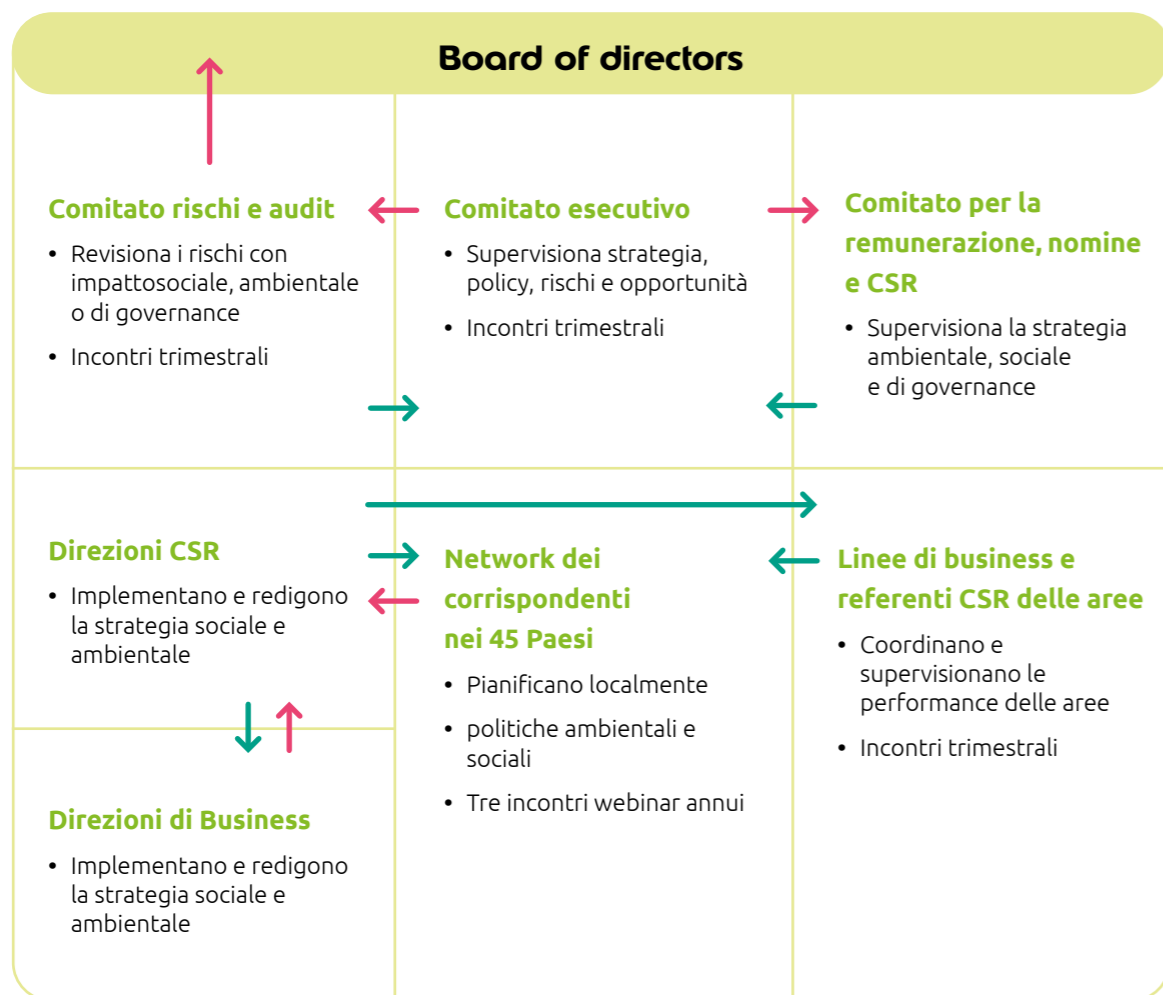 Board of directors
Comitato rischi e audit
• Revisiona i rischi con
impattosociale, ambientale
o di governance
• Incontri trimestrali
Comitato esecutivo
• Supervisiona strategia,
policy, rischi e opportunità
• Incontri trimestrali
Comitato per la
remunerazione, nomine
e CSR
• Supervisiona la strategia
ambientale, sociale
e di governance
Direzioni CSR
• Implementano e redigono
la strategia sociale e
ambientale
Network dei
corrispondenti
nei 45 Paesi
• Pianificano localmente
• politiche ambientali e
sociali
• Tre incontri webinar annui
Linee di business e
referenti CSR delle aree
• Coordinano e
supervisionano le
performance delle aree
• Incontri trimestrali
Direzioni di Business
• Implementano e redigono
la strategia sociale e
ambientale